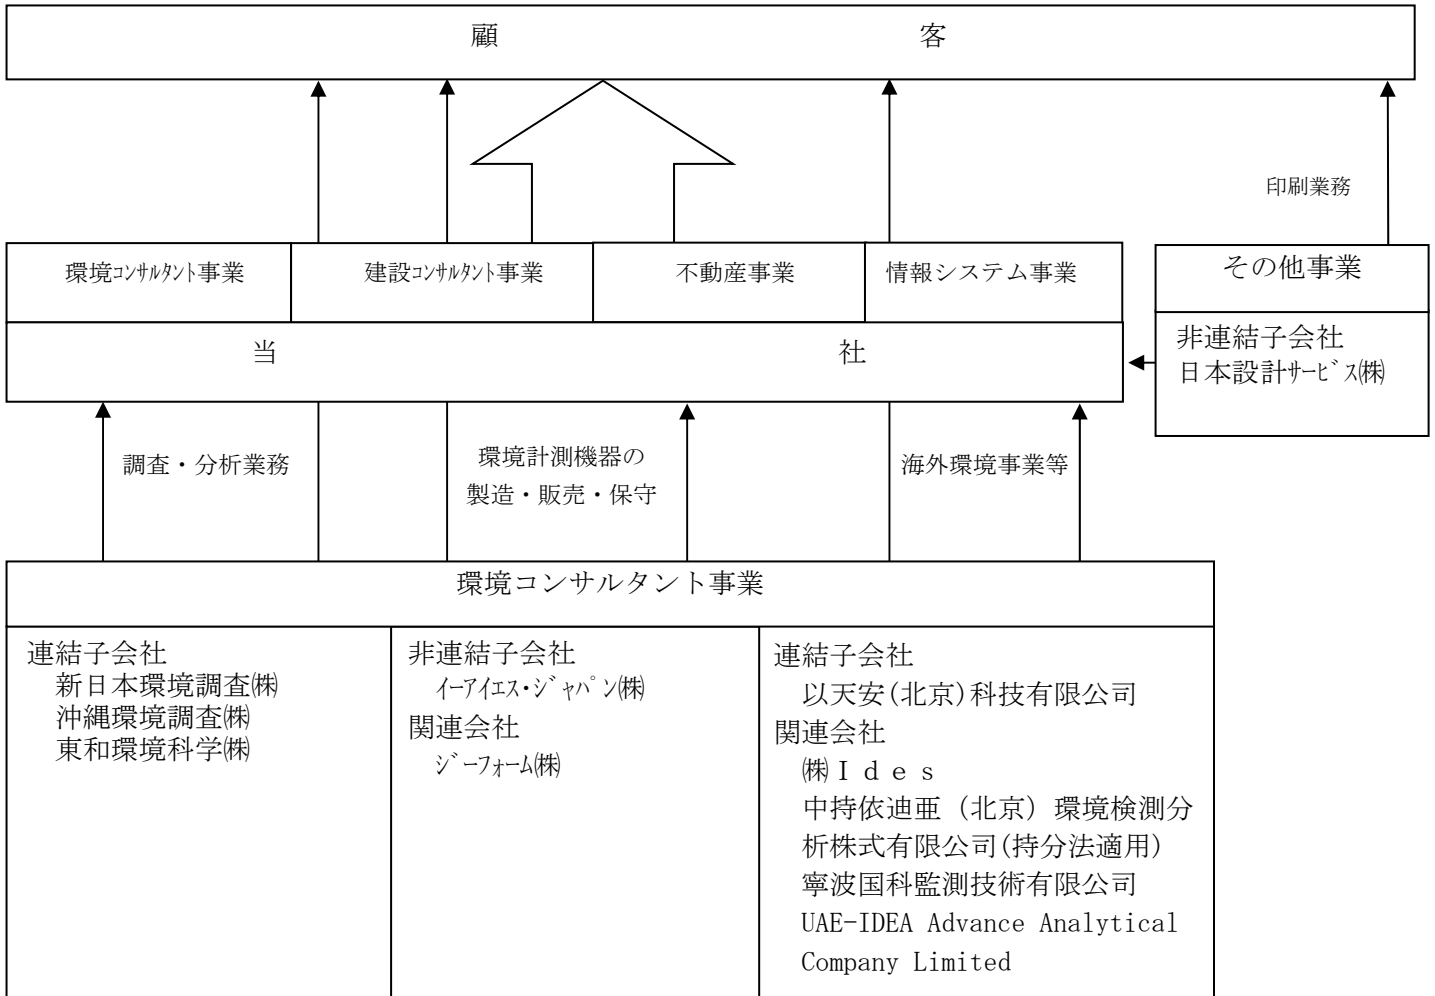 顧 客
印刷業務
環境ｺﾝｻﾙﾀﾝﾄ事業
建設ｺﾝｻﾙﾀﾝﾄ事業
不動産事業
情報システム事業
その他事業
当 社
非連結子会社
日本設計ｻｰﾋﾞｽ㈱
調査・分析業務
環境計測機器の
製造・販売・保守
海外環境事業等
環境コンサルタント事業
連結子会社
新日本環境調査㈱
沖縄環境調査㈱
東和環境科学㈱
非連結子会社
ｲｰｱｲｴｽ･ｼﾞｬﾊﾟﾝ㈱
関連会社
ｼﾞｰﾌｫｰﾑ㈱
連結子会社
以天安(北京)科技有限公司
関連会社
㈱Ｉｄｅｓ
中持依迪亜（北京）環境検測分
析株式有限公司(持分法適用)
寧波国科監測技術有限公司
UAE-IDEA Advance Analytical
Company Limited